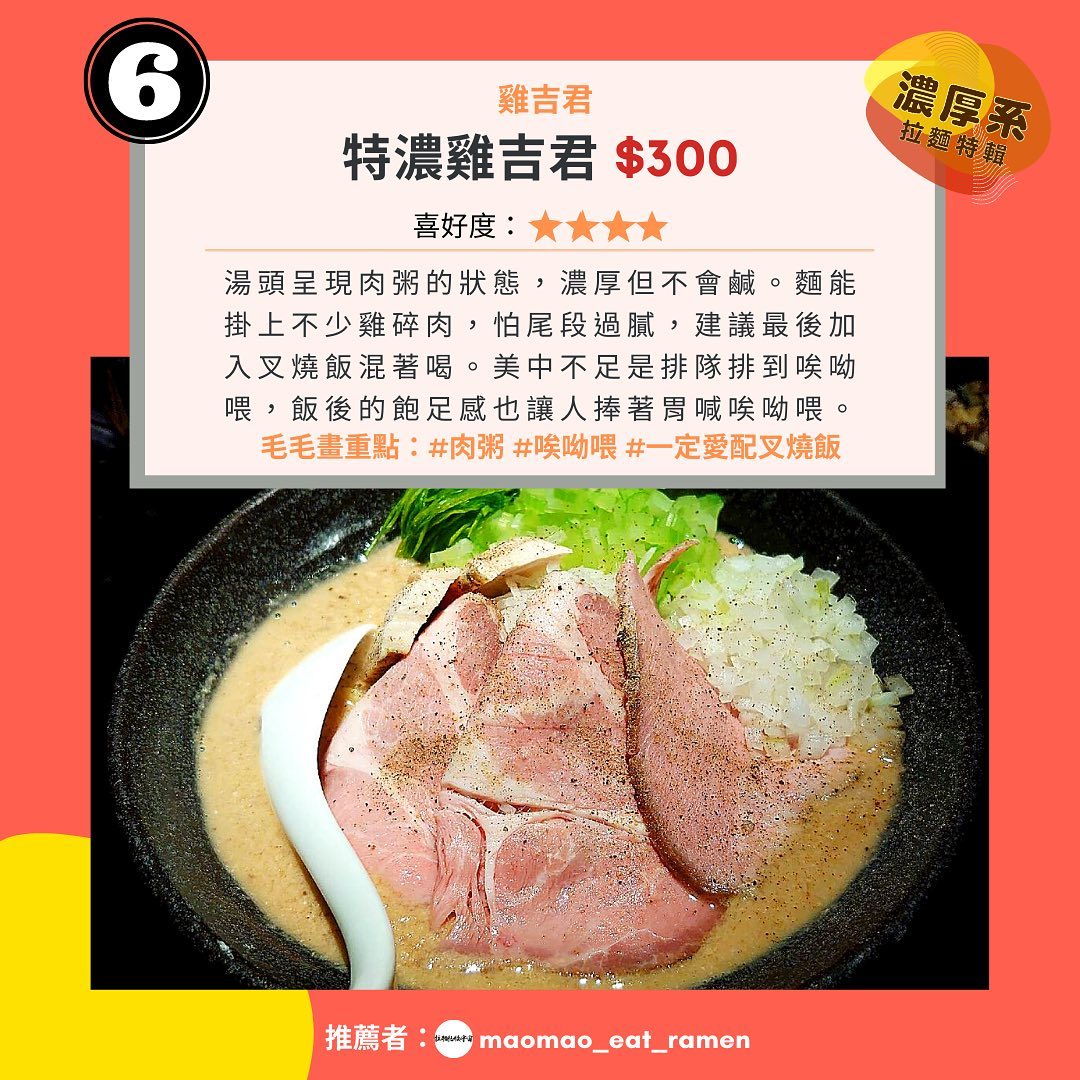 6
濃厚系
拉麵特輯
雞吉君
特濃雞吉君 $300
喜好度：★★★★
湯頭呈現肉粥的狀態，濃厚但不會鹹。麵能
掛上不少雞碎肉，怕尾段過膩，建議最後加
入叉燒飯混著喝。美中不足是排隊排到唉呦
喂，飯後的飽足感也讓人捧著胃喊唉呦喂。
毛毛畫重點：#肉粥 #唉呦喂 #一定愛配叉燒飯
推薦者： maomao_eat_ramen